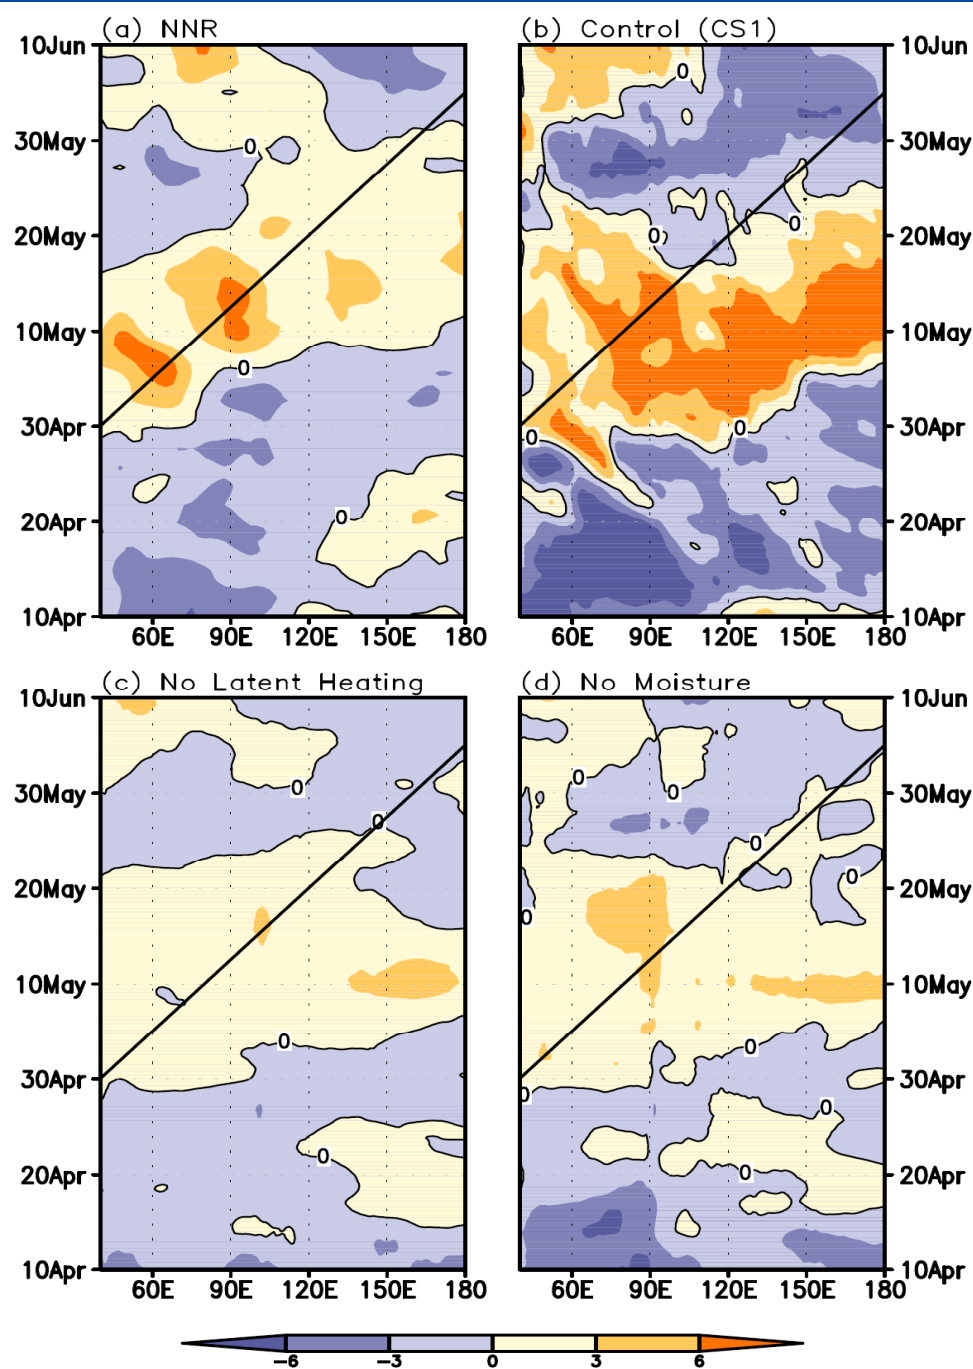 (a) NNR
(b) Control (CS1)
10Jun
30May
20May
10May
30Apr
20Apr
10Apr
0
0
0
60E 90E 120E 150E 180
0
0
0
0
0
10Jun
30May
20May
10May
30Apr
20Apr
10Apr
60E 90E 120E 150E 180
(c) No Latent Heating
(d) No Moisture
10Jun
30May
20May
10May
30Apr
20Apr
10Apr
0
0
0
0
60E 90E 120E 150E 180
0
0
0
0
0
0
0
0
0
10Jun
30May
20May
10May
30Apr
20Apr
10Apr
60E 90E 120E 150E 180
-6 -3 0 3 6